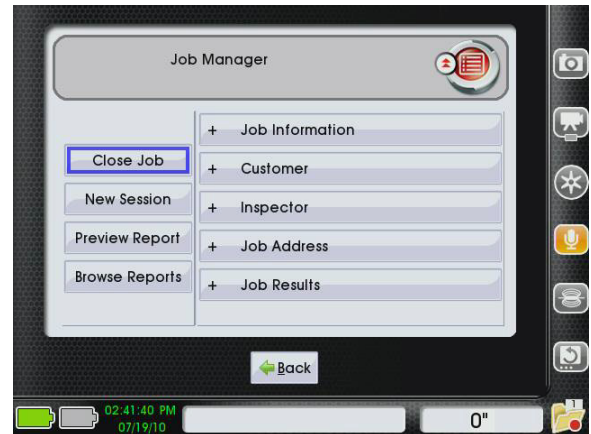 Job Manager
Close Job
New Session
Preview Report
Browse Reports
+ Job Information
+ Customer
+ Inspector
+ Job Address
+ Job Results
Back
02:41:40 PM
07/19/10
0"
1